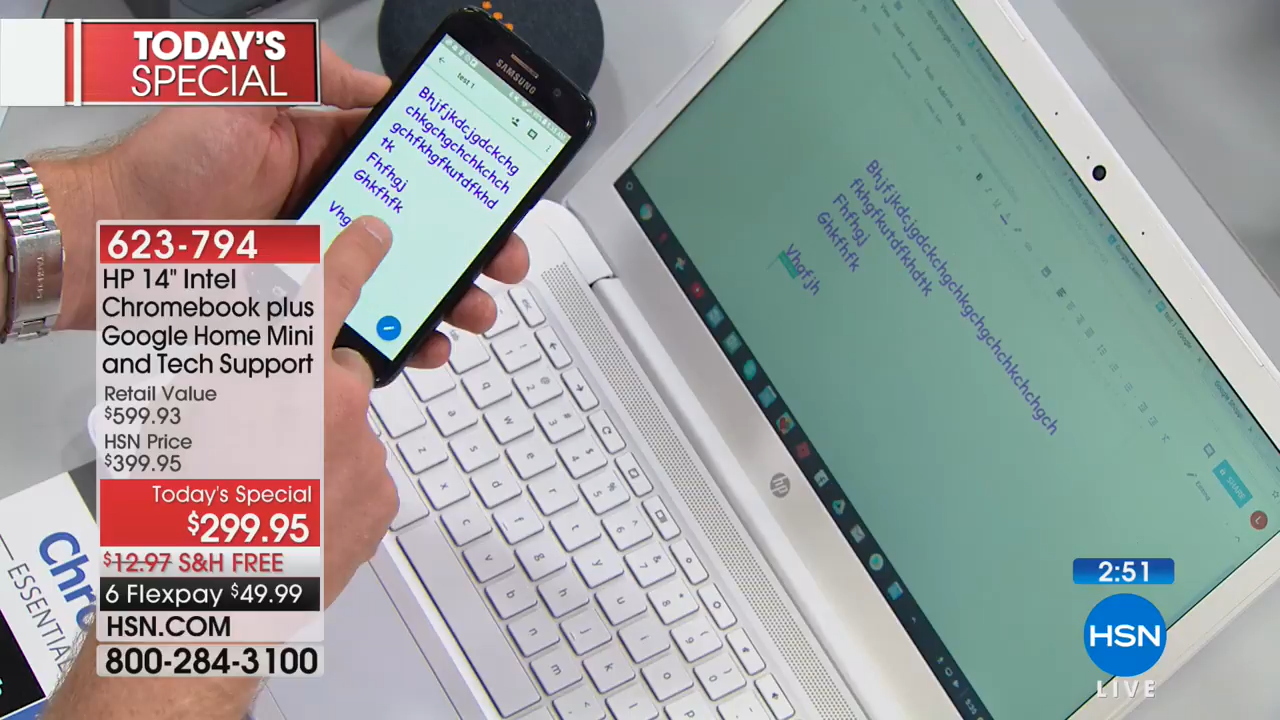 TODAY'S
SPECIAL
623-794
HP 14" Intel
Chromebook plus
Google Home Mini
and Tech Support
Retail Value
$599.93
HSN Price
$399.95
Today's Special
$299.95
$12.97 S&H FREE
6 Flexpay $49.99
HSN.COM
800-284-3100
SAMSUNG
test 1
Bhjfjkdcjgdckchg
chkgchgchchkchch
gchfkhgfkutdfkhd
tk
Fhfhgj
Ghkfhfk
Vhg
Bhjfjkdcjgdckchgchkgchgchchkchchgch
fkhgfkutdfkhdtk
Fhfhgj
Ghkfhfk
Vhgfjh
hp
Chr
ESSENTIAL
2:51
HSN
LIVE